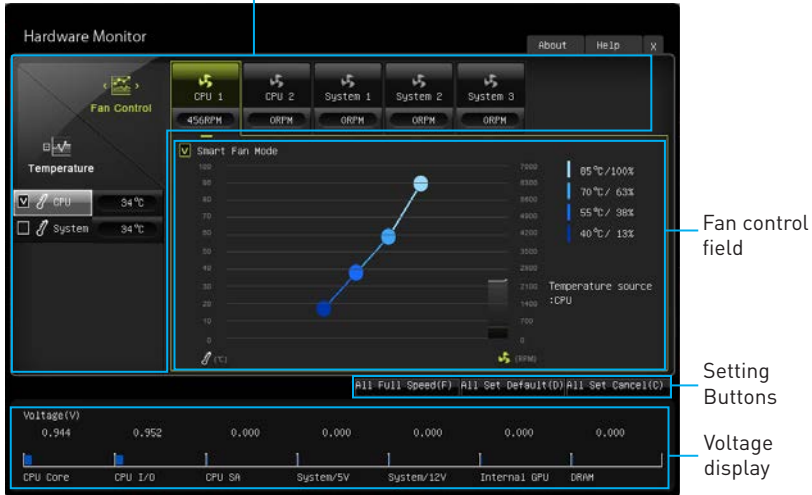 Hardware Monitor
About Help X
Fan Control
CPU 1 CPU 2 System 1 System 2 System 3
456RPM 0RPM 0RPM 0RPM 0RPM
Temperature
V CPU 34℃
System 34℃
V Smart Fan Mode
100 7000
90 6300
80 5600
70 4900
60 4200
50 3500
40 2800
30 2100
20 1400
10 700
0 0
(℃) (RPM)
85℃/100%
70℃/ 63%
55℃/ 38%
40℃/ 13%
Temperature source
:CPU
Fan control
field
All Full Speed(F) All Set Default(D) All Set Cancel(C)
Setting
Buttons
Voltage(V)
0.944 0.952 0.000 0.000 0.000 0.000 0.000
CPU Core CPU I/O CPU SA System/5V System/12V Internal GPU DRAM
Voltage
display